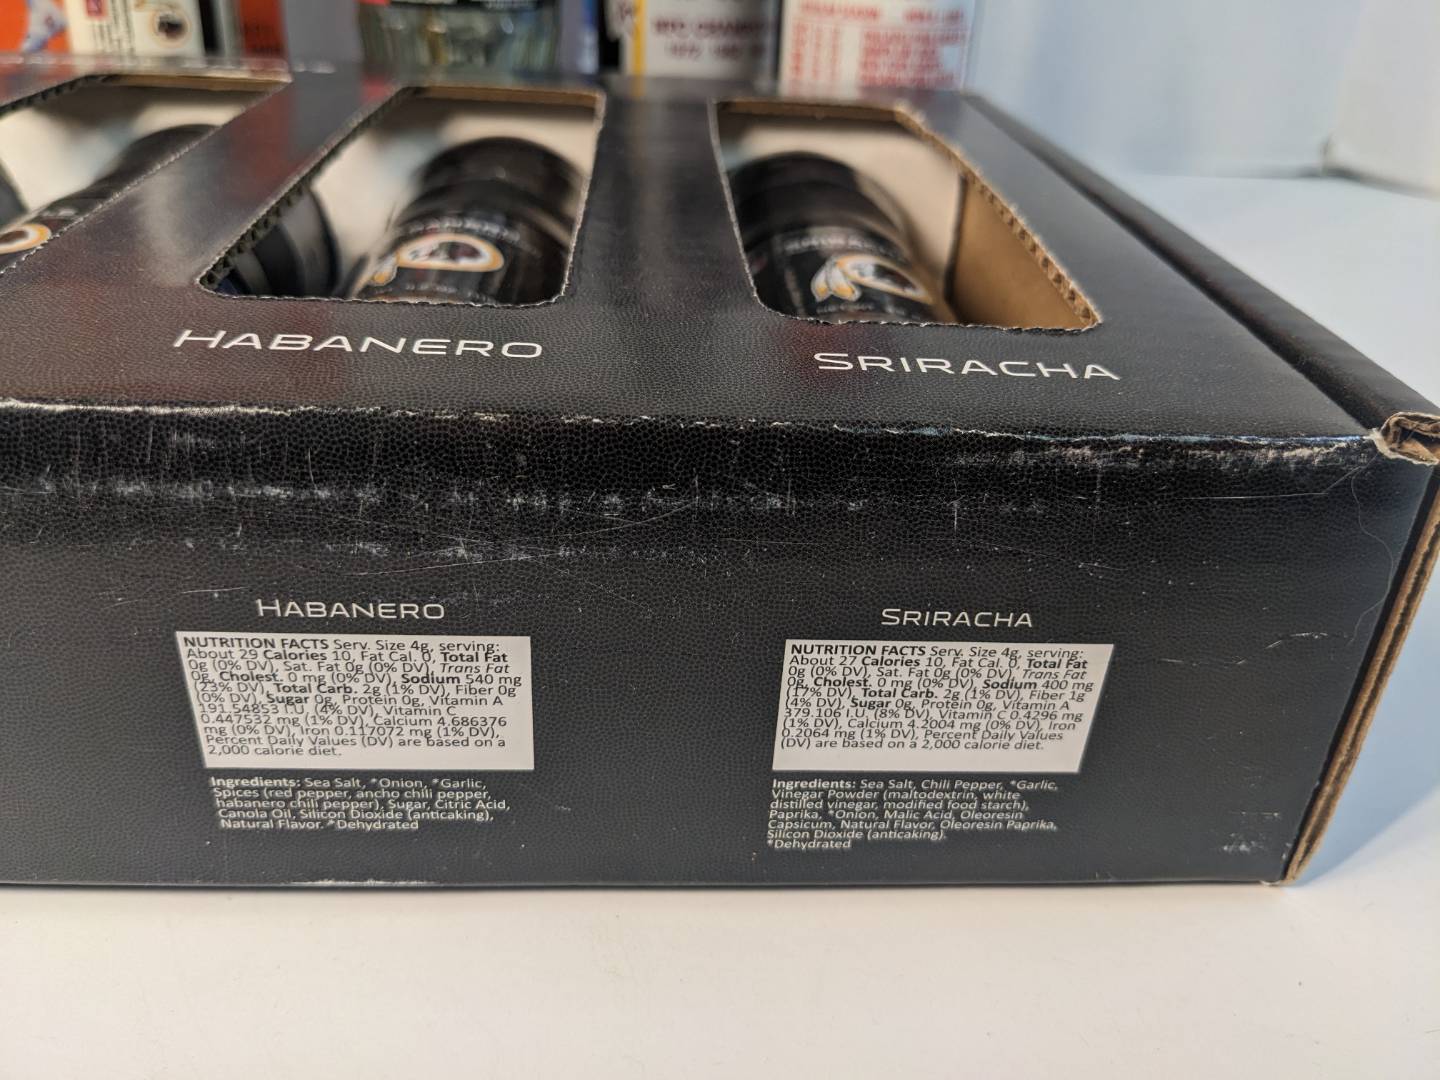 HABANERO
SRIRACHA
HABANERO
NUTRITION FACTS Serv. Size 4g, serving:
About 29 Calories 10, Fat Cal. 0, Total Fat
0g (0% DV), Sat. Fat 0g (0% DV), Trans Fat
0g, Cholest. 0 mg (0% DV), Sodium 540 mg
(23% DV), Total Carb. 2g (1% DV), Fiber 0g
(0% DV), Sugar 0g, Protein 0g, Vitamin A
191.54853 I.U. (4% DV), Vitamin C
0.447532 mg (1% DV), Calcium 4.686376
mg (0% DV), Iron 0.117072 mg (1% DV),
Percent Daily Values (DV) are based on a
2,000 calorie diet.
Ingredients: Sea Salt, *Onion, *Garlic,
Spices (red pepper, ancho chili pepper,
habanero chili pepper), Sugar, Citric Acid,
Canola Oil, Silicon Dioxide (anticaking),
Natural Flavor. *Dehydrated
SRIRACHA
NUTRITION FACTS Serv. Size 4g, serving:
About 27 Calories 10, Fat Cal. 0, Total Fat
0g (0% DV), Sat. Fat 0g (0% DV), Trans Fat
0g, Cholest. 0 mg (0% DV), Sodium 400 mg
(17% DV), Total Carb. 2g (1% DV), Fiber 1g
(4% DV), Sugar 0g, Protein 0g, Vitamin A
379.106 I.U. (8% DV), Vitamin C 0.4296 mg
(1% DV), Calcium 4.2004 mg (0% DV), Iron
0.2064 mg (1% DV), Percent Daily Values
(DV) are based on a 2,000 calorie diet.
Ingredients: Sea Salt, Chili Pepper, *Garlic,
Vinegar Powder (maltodextrin, white
distilled vinegar, modified food starch),
Paprika, *Onion, Malic Acid, Oleoresin
Capsicum, Natural Flavor, Oleoresin Paprika,
Silicon Dioxide (anticaking).
*Dehydrated